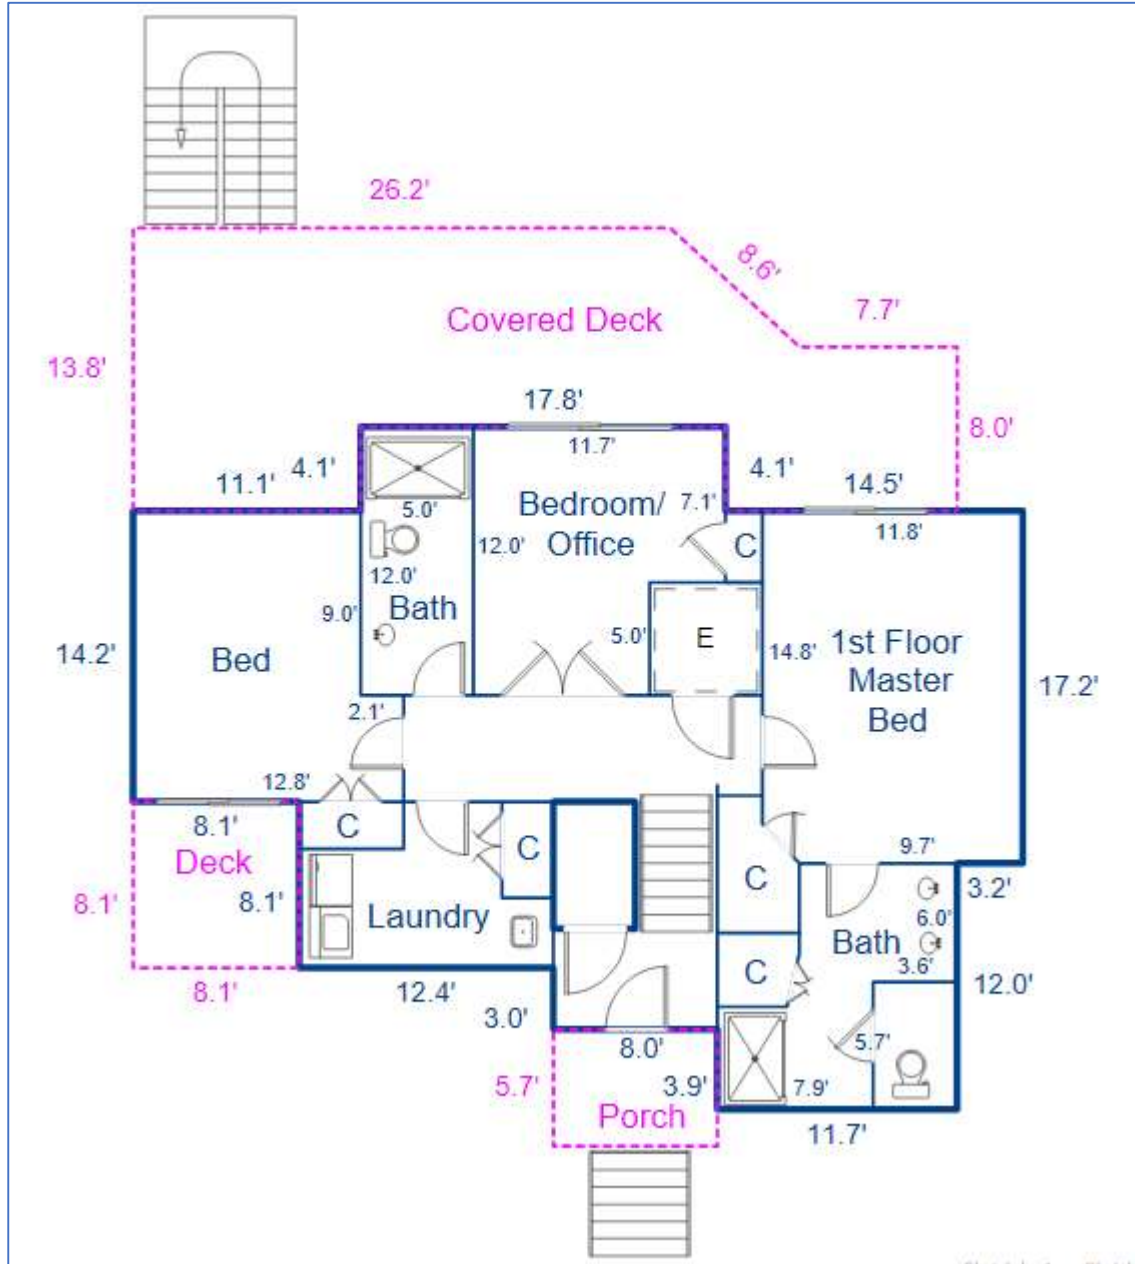 26.2'
8.6'
7.7'
Covered Deck
13.8'
17.8'
8.0'
11.7'
11.1'
4.1'
4.1'
14.5'
5.0'
Bedroom/
Office
7.1'
11.8'
12.0'
C
12.0'
9.0'
Bath
14.2'
Bed
5.0'
E
14.8'
1st Floor
Master
Bed
17.2'
2.1'
12.8'
8.1'
Deck
C
C
9.7'
C
3.2'
8.1'
8.1'
Laundry
6.0'
Bath
3.6'
C
12.0'
8.1'
12.4'
3.0'
8.0'
5.7'
5.7'
3.9'
7.9'
Porch
11.7'